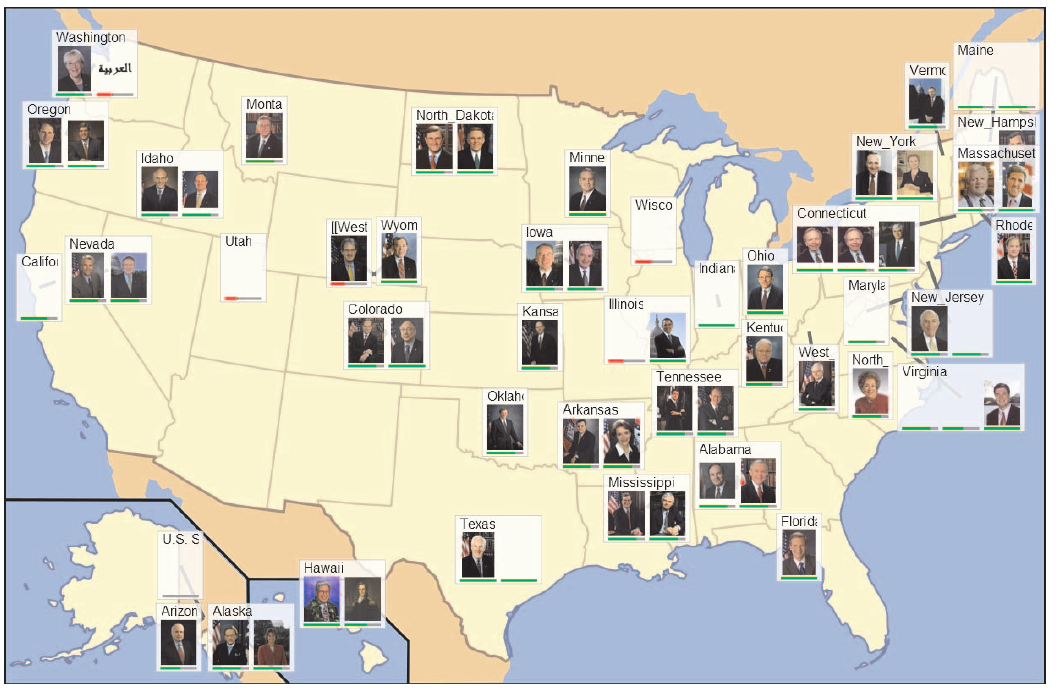 Washington
العربية
Maine
Vermo
Oregon
Monta
North_Dakota
New_Hampsl
New_York
Massachuset
Idaho
Minne
Wisco
Connecticut
Rhode
[[West
Wyom
Iowa
Nevada
Utah
Califor
Indiana
Ohio
Maryla
New_Jersey
Colorado
Kansa
Illinois
Kentuc
West_
North_
Virginia
Tennessee
Oklaho
Arkansas
Alabama
Mississippi
Texas
Florida
U.S. S
Hawaii
Arizon
Alaska